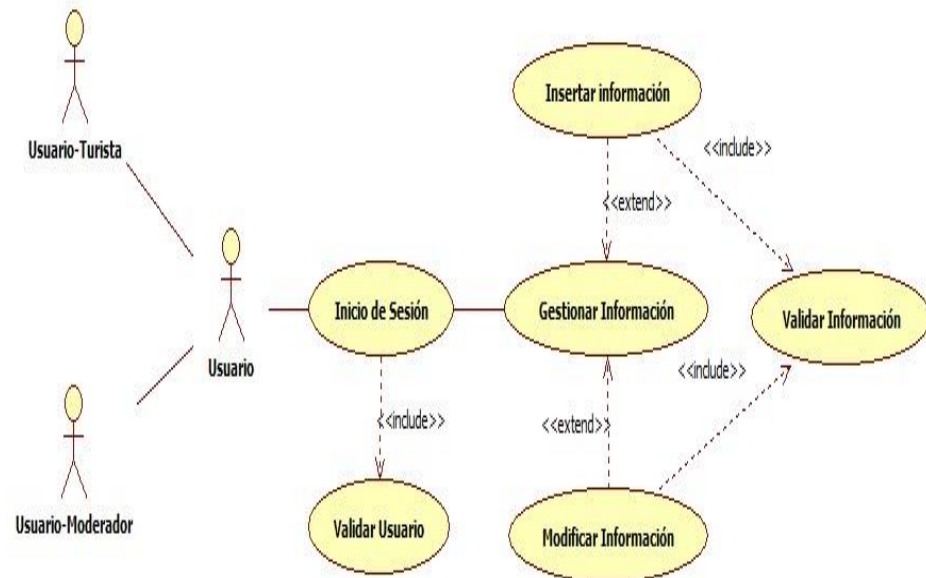 Insertar información
Usuario-Turista
<<include>>
<<extend>>
Inicio de Sesión
Gestionar Información
Validar Información
Usuario
<<include>>
<<include>>
<<extend>>
Usuario-Moderador
Validar Usuario
Modificar Información